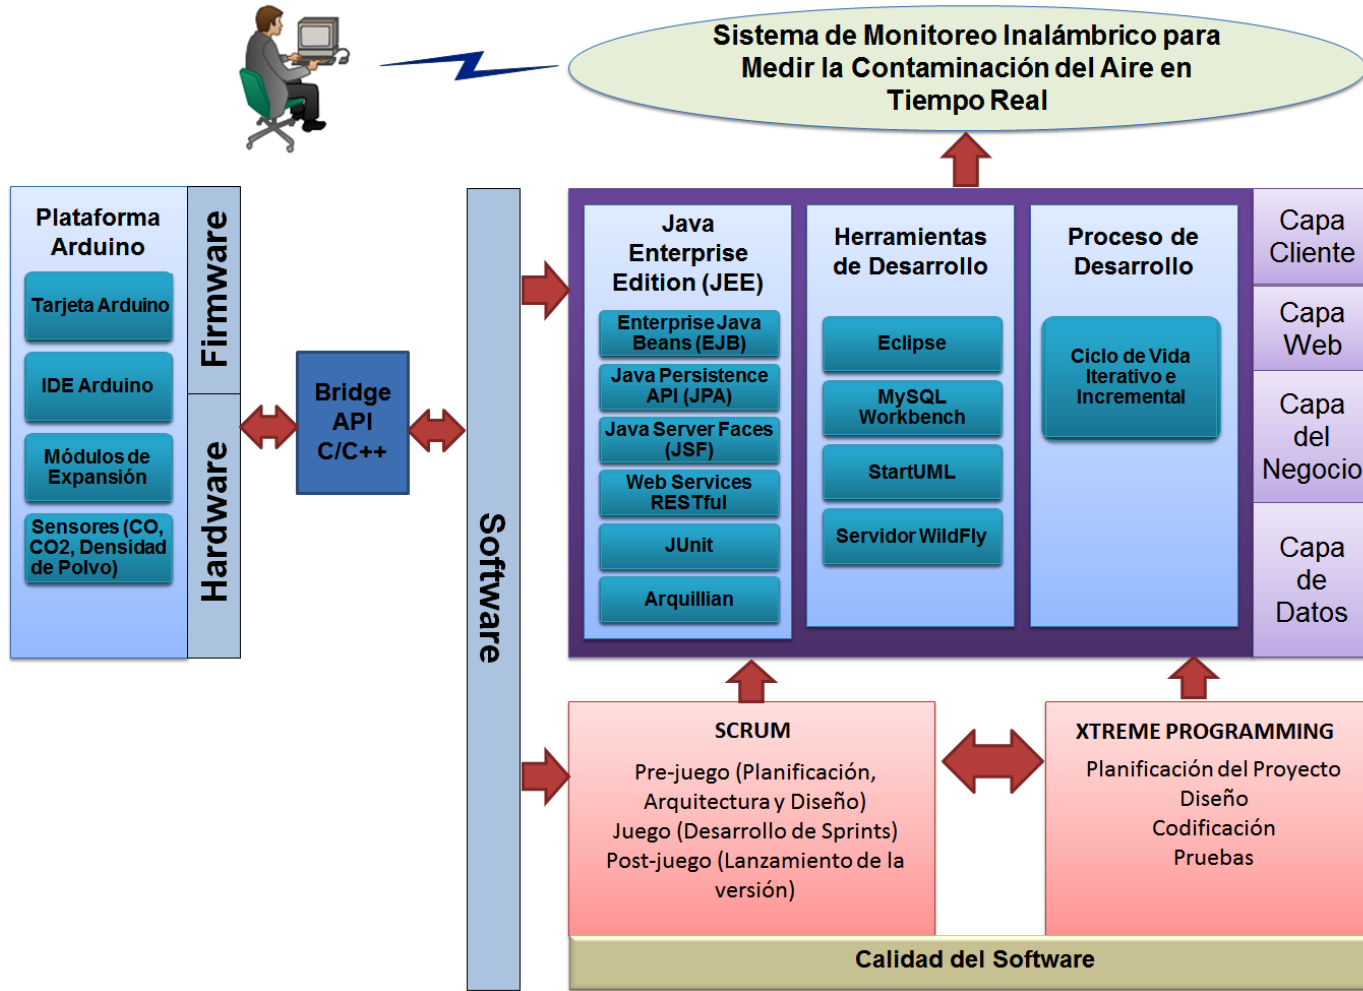 Sistema de Monitoreo Inalámbrico para
Medir la Contaminación del Aire en
Tiempo Real
Plataforma
Arduino
Tarjeta Arduino
IDE Arduino
Módulos de
Expansión
Sensores (CO,
CO2, Densidad
de Polvo)
Firmware
Hardware
Bridge
API
C/C++
Software
Java
Enterprise
Edition (JEE)
Enterprise Java
Beans (EJB)
Java Persistence
API (JPA)
Java Server Faces
(JSF)
Web Services
RESTful
JUnit
Arquillian
Herramientas
de Desarrollo
Eclipse
MySQL
Workbench
StartUML
Servidor WildFly
Proceso de
Desarrollo
Ciclo de Vida
Iterativo e
Incremental
Capa
Cliente
Capa
Web
Capa
del
Negocio
Capa
de
Datos
SCRUM
Pre-juego (Planificación,
Arquitectura y Diseño)
Juego (Desarrollo de Sprints)
Post-juego (Lanzamiento de la
versión)
XTREME PROGRAMMING
Planificación del Proyecto
Diseño
Codificación
Pruebas
Calidad del Software